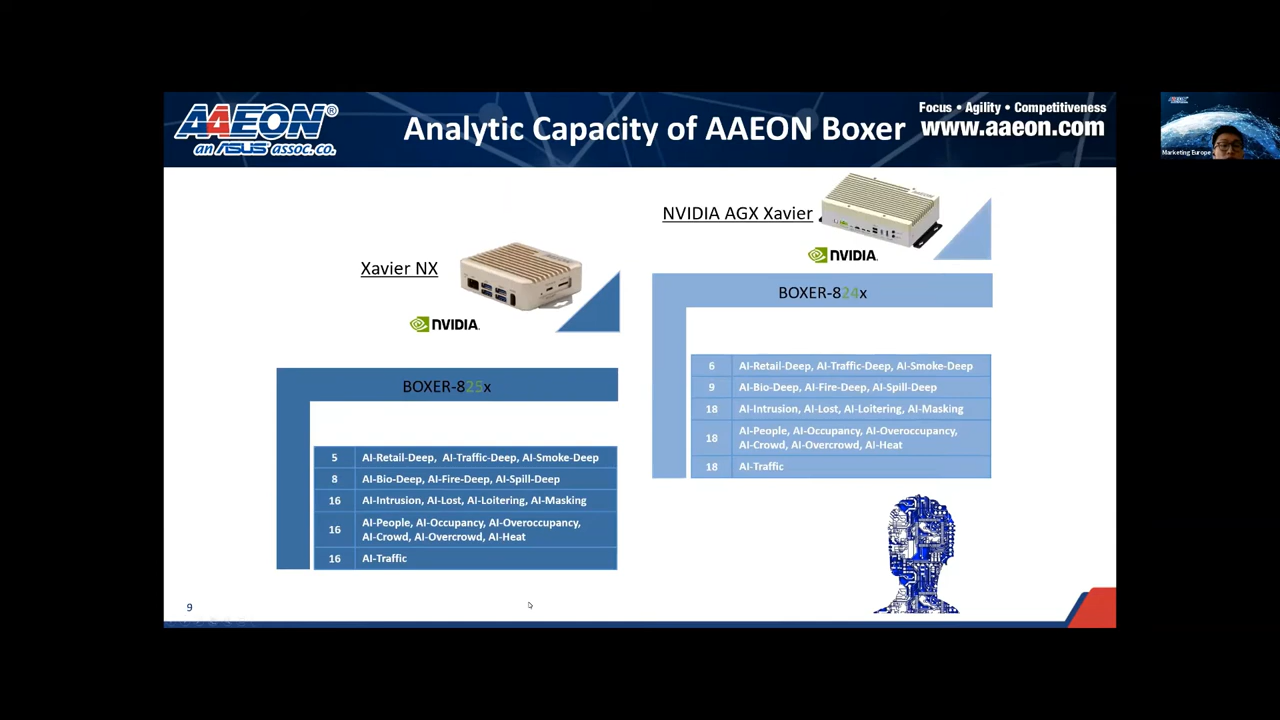 AAEON®
an ASUS assoc. co.
Analytic Capacity of AAEON Boxer
Focus • Agility • Competitiveness
www.aaeon.com
Marketing Europe
Xavier NX
NVIDIA.
BOXER-825x
5 AI-Retail-Deep, AI-Traffic-Deep, AI-Smoke-Deep
8 AI-Bio-Deep, AI-Fire-Deep, AI-Spill-Deep
16 AI-Intrusion, AI-Lost, AI-Loitering, AI-Masking
16 AI-People, AI-Occupancy, AI-Overoccupancy,
AI-Crowd, AI-Overcrowd, AI-Heat
16 AI-Traffic
NVIDIA AGX Xavier
NVIDIA.
BOXER-824x
6 AI-Retail-Deep, AI-Traffic-Deep, AI-Smoke-Deep
9 AI-Bio-Deep, AI-Fire-Deep, AI-Spill-Deep
18 AI-Intrusion, AI-Lost, AI-Loitering, AI-Masking
18 AI-People, AI-Occupancy, AI-Overoccupancy,
AI-Crowd, AI-Overcrowd, AI-Heat
18 AI-Traffic
9